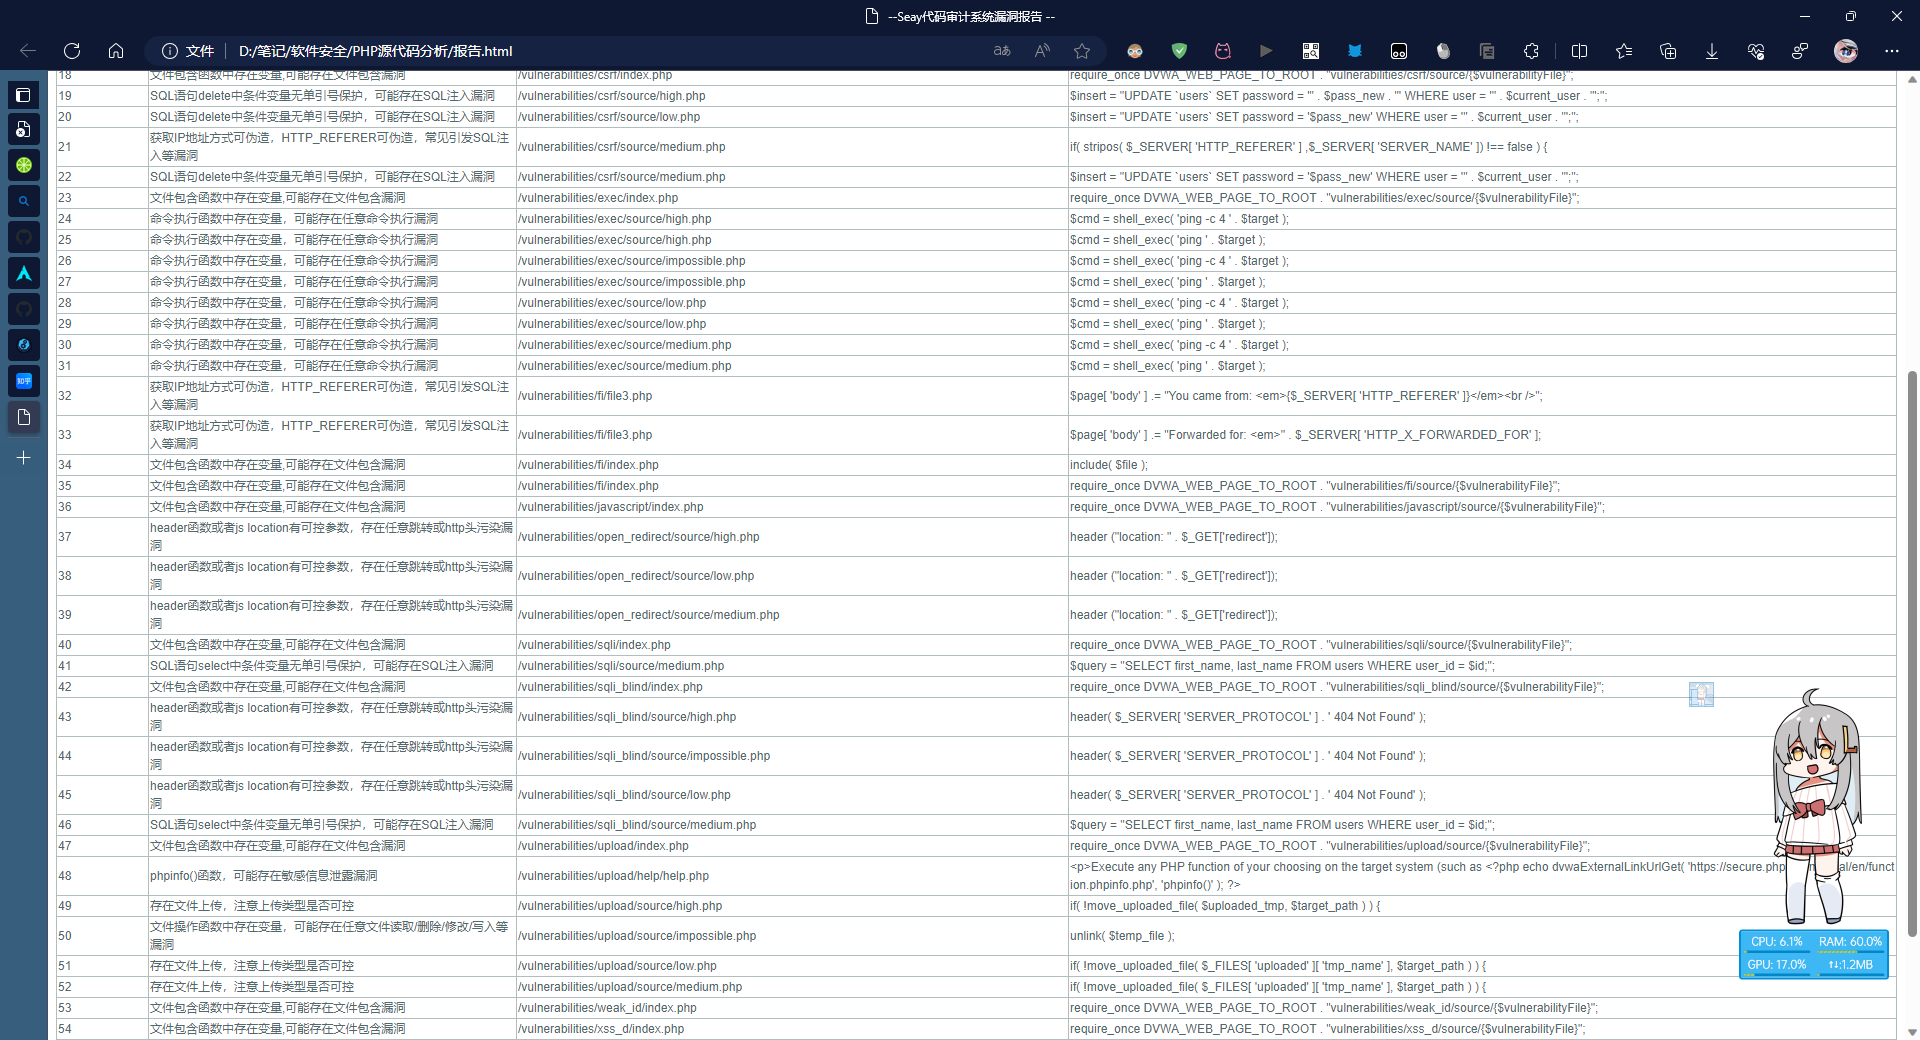 --Seay代码审计系统漏洞报告 --
文件 D:/笔记/软件安全/PHP源代码分析/报告.html
18 文件包含函数中存在变量,可能存在文件包含漏洞 /vulnerabilities/csrf/index.php require_once DVWA_WEB_PAGE_TO_ROOT . "vulnerabilities/csrf/source/{$vulnerabilityFile}";
19 SQL语句delete中条件变量无单引号保护，可能存在SQL注入漏洞 /vulnerabilities/csrf/source/high.php $insert = "UPDATE `users` SET password = '" . $pass_new . "' WHERE user = '" . $current_user . "';";
20 SQL语句delete中条件变量无单引号保护，可能存在SQL注入漏洞 /vulnerabilities/csrf/source/low.php $insert = "UPDATE `users` SET password = '$pass_new' WHERE user = '" . $current_user . "';";
21 获取IP地址方式可伪造，HTTP_REFERER可伪造，常见引发SQL注
入等漏洞 /vulnerabilities/csrf/source/medium.php if( stripos( $_SERVER[ 'HTTP_REFERER' ] ,$_SERVER[ 'SERVER_NAME' ]) !== false ) {
22 SQL语句delete中条件变量无单引号保护，可能存在SQL注入漏洞 /vulnerabilities/csrf/source/medium.php $insert = "UPDATE `users` SET password = '$pass_new' WHERE user = '" . $current_user . "';";
23 文件包含函数中存在变量,可能存在文件包含漏洞 /vulnerabilities/exec/index.php require_once DVWA_WEB_PAGE_TO_ROOT . "vulnerabilities/exec/source/{$vulnerabilityFile}";
24 命令执行函数中存在变量，可能存在任意命令执行漏洞 /vulnerabilities/exec/source/high.php $cmd = shell_exec( 'ping -c 4 ' . $target );
25 命令执行函数中存在变量，可能存在任意命令执行漏洞 /vulnerabilities/exec/source/high.php $cmd = shell_exec( 'ping ' . $target );
26 命令执行函数中存在变量，可能存在任意命令执行漏洞 /vulnerabilities/exec/source/impossible.php $cmd = shell_exec( 'ping -c 4 ' . $target );
27 命令执行函数中存在变量，可能存在任意命令执行漏洞 /vulnerabilities/exec/source/impossible.php $cmd = shell_exec( 'ping ' . $target );
28 命令执行函数中存在变量，可能存在任意命令执行漏洞 /vulnerabilities/exec/source/low.php $cmd = shell_exec( 'ping -c 4 ' . $target );
29 命令执行函数中存在变量，可能存在任意命令执行漏洞 /vulnerabilities/exec/source/low.php $cmd = shell_exec( 'ping ' . $target );
30 命令执行函数中存在变量，可能存在任意命令执行漏洞 /vulnerabilities/exec/source/medium.php $cmd = shell_exec( 'ping -c 4 ' . $target );
31 命令执行函数中存在变量，可能存在任意命令执行漏洞 /vulnerabilities/exec/source/medium.php $cmd = shell_exec( 'ping ' . $target );
32 获取IP地址方式可伪造，HTTP_REFERER可伪造，常见引发SQL注
入等漏洞 /vulnerabilities/fi/file3.php $page[ 'body' ] .= "You came from: <em>{$_SERVER[ 'HTTP_REFERER' ]}</em><br />";
33 获取IP地址方式可伪造，HTTP_REFERER可伪造，常见引发SQL注
入等漏洞 /vulnerabilities/fi/file3.php $page[ 'body' ] .= "Forwarded for: <em>" . $_SERVER[ 'HTTP_X_FORWARDED_FOR' ];
34 文件包含函数中存在变量,可能存在文件包含漏洞 /vulnerabilities/fi/index.php include( $file );
35 文件包含函数中存在变量,可能存在文件包含漏洞 /vulnerabilities/fi/index.php require_once DVWA_WEB_PAGE_TO_ROOT . "vulnerabilities/fi/source/{$vulnerabilityFile}";
36 文件包含函数中存在变量,可能存在文件包含漏洞 /vulnerabilities/javascript/index.php require_once DVWA_WEB_PAGE_TO_ROOT . "vulnerabilities/javascript/source/{$vulnerabilityFile}";
37 header函数或者js location有可控参数，存在任意跳转或http头污染漏
洞 /vulnerabilities/open_redirect/source/high.php header ("location: " . $_GET['redirect']);
38 header函数或者js location有可控参数，存在任意跳转或http头污染漏
洞 /vulnerabilities/open_redirect/source/low.php header ("location: " . $_GET['redirect']);
39 header函数或者js location有可控参数，存在任意跳转或http头污染漏
洞 /vulnerabilities/open_redirect/source/medium.php header ("location: " . $_GET['redirect']);
40 文件包含函数中存在变量,可能存在文件包含漏洞 /vulnerabilities/sqli/index.php require_once DVWA_WEB_PAGE_TO_ROOT . "vulnerabilities/sqli/source/{$vulnerabilityFile}";
41 SQL语句select中条件变量无单引号保护，可能存在SQL注入漏洞 /vulnerabilities/sqli/source/medium.php $query = "SELECT first_name, last_name FROM users WHERE user_id = $id;";
42 文件包含函数中存在变量,可能存在文件包含漏洞 /vulnerabilities/sqli_blind/index.php require_once DVWA_WEB_PAGE_TO_ROOT . "vulnerabilities/sqli_blind/source/{$vulnerabilityFile}";
43 header函数或者js location有可控参数，存在任意跳转或http头污染漏
洞 /vulnerabilities/sqli_blind/source/high.php header( $_SERVER[ 'SERVER_PROTOCOL' ] . ' 404 Not Found' );
44 header函数或者js location有可控参数，存在任意跳转或http头污染漏
洞 /vulnerabilities/sqli_blind/source/impossible.php header( $_SERVER[ 'SERVER_PROTOCOL' ] . ' 404 Not Found' );
45 header函数或者js location有可控参数，存在任意跳转或http头污染漏
洞 /vulnerabilities/sqli_blind/source/low.php header( $_SERVER[ 'SERVER_PROTOCOL' ] . ' 404 Not Found' );
46 SQL语句select中条件变量无单引号保护，可能存在SQL注入漏洞 /vulnerabilities/sqli_blind/source/medium.php $query = "SELECT first_name, last_name FROM users WHERE user_id = $id;";
47 文件包含函数中存在变量,可能存在文件包含漏洞 /vulnerabilities/upload/index.php require_once DVWA_WEB_PAGE_TO_ROOT . "vulnerabilities/upload/source/{$vulnerabilityFile}";
48 phpinfo()函数，可能存在敏感信息泄露漏洞 /vulnerabilities/upload/help/help.php <p>Execute any PHP function of your choosing on the target system (such as <?php echo dvwaExternalLinkUrlGet( 'https://secure.php al/en/funct
ion.phpinfo.php', 'phpinfo()' ); ?>
49 存在文件上传，注意上传类型是否可控 /vulnerabilities/upload/source/high.php if( !move_uploaded_file( $uploaded_tmp, $target_path ) ) {
50 文件操作函数中存在变量，可能存在任意文件读取/删除/修改/写入等
漏洞 /vulnerabilities/upload/source/impossible.php unlink( $temp_file );
51 存在文件上传，注意上传类型是否可控 /vulnerabilities/upload/source/low.php if( !move_uploaded_file( $_FILES[ 'uploaded' ][ 'tmp_name' ], $target_path ) ) {
52 存在文件上传，注意上传类型是否可控 /vulnerabilities/upload/source/medium.php if( !move_uploaded_file( $_FILES[ 'uploaded' ][ 'tmp_name' ], $target_path ) ) {
53 文件包含函数中存在变量,可能存在文件包含漏洞 /vulnerabilities/weak_id/index.php require_once DVWA_WEB_PAGE_TO_ROOT . "vulnerabilities/weak_id/source/{$vulnerabilityFile}";
54 文件包含函数中存在变量,可能存在文件包含漏洞 /vulnerabilities/xss_d/index.php require_once DVWA_WEB_PAGE_TO_ROOT . "vulnerabilities/xss_d/source/{$vulnerabilityFile}";
CPU: 6.1% RAM: 60.0%
GPU: 17.0% ↑↓:1.2MB
知乎